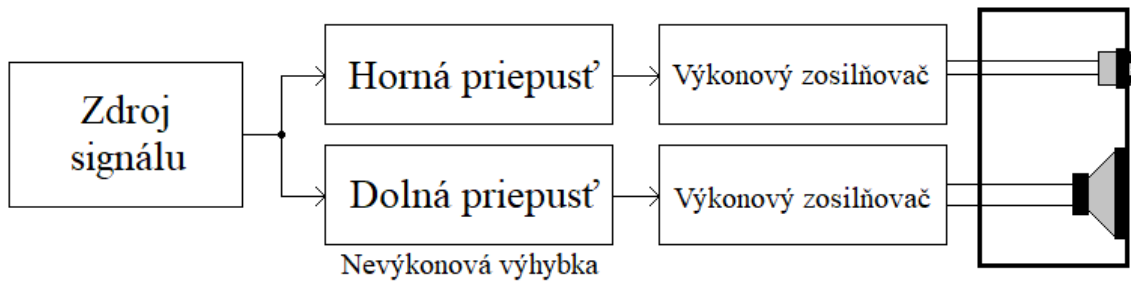 Zdroj
signálu
Horná priepusť
Výkonový zosilňovač
Dolná priepusť
Výkonový zosilňovač
Nevýkonová výhybka